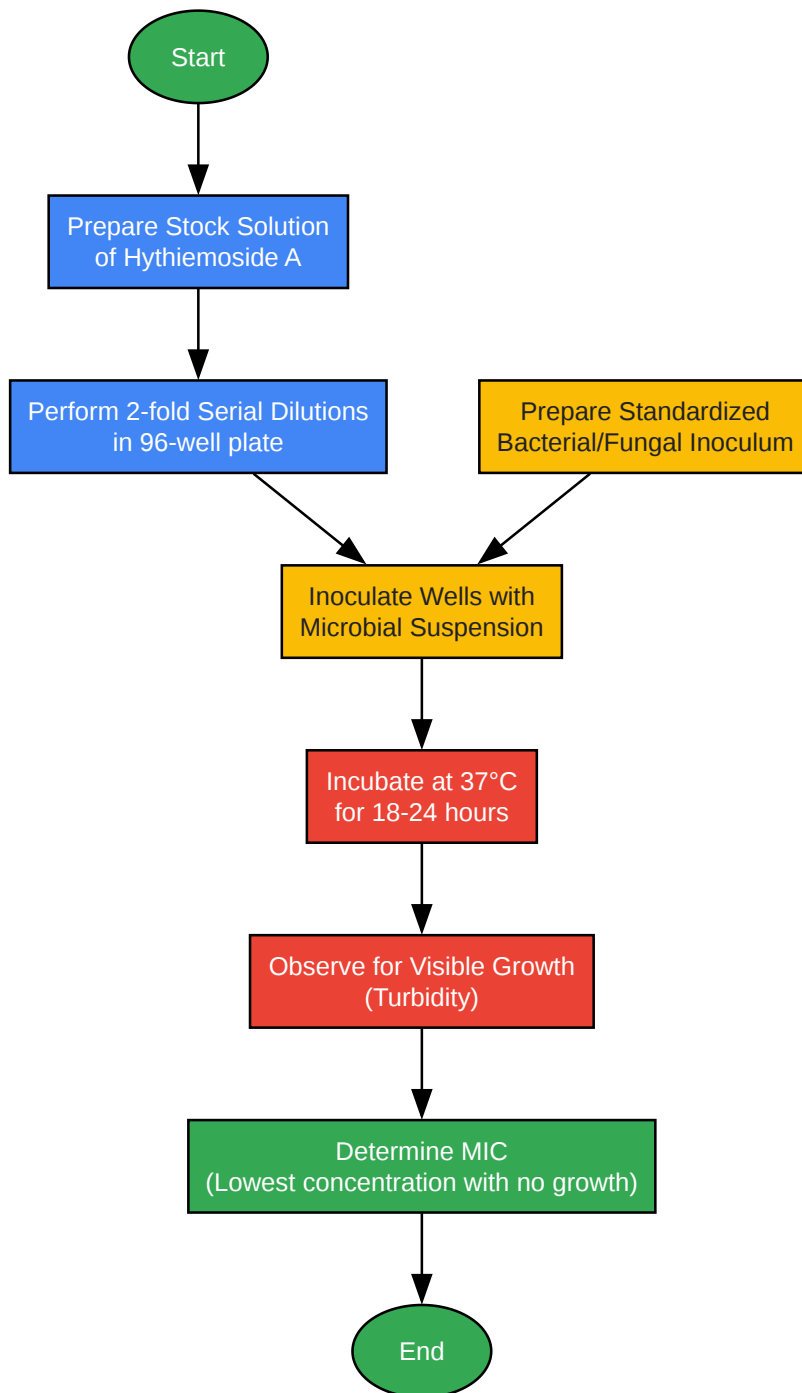 Start
Prepare Stock Solution
of Hythiemoside A
Perform 2-fold Serial Dilutions
in 96-well plate
Prepare Standardized
Bacterial/Fungal Inoculum
Inoculate Wells with
Microbial Suspension
Incubate at 37°C
for 18-24 hours
Observe for Visible Growth
(Turbidity)
Determine MIC
(Lowest concentration with no growth)
End